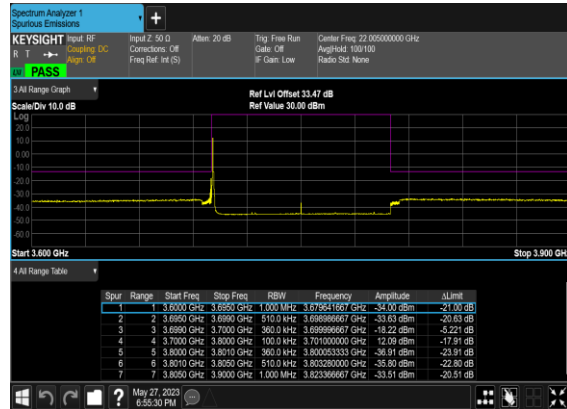 Spectrum Analyzer 1
Spurious Emissions
+
KEYSIGHT Input: RF Input Z: 50 Ω Atten: 20 dB Trig: Free Run Center Freq: 22.005000000 GHz
R T Coupling: DC Corrections: Off Gate: Off Avg|Hold: 100/100
Align: Off Freq Ref: Int (S) IF Gain: Low Radio Std: None
PASS
3 All Range Graph
Ref Lvl Offset 33.47 dB
Scale/Div 10.0 dB Ref Value 30.00 dBm
Log
20.0
10.0
0.00
-10.0
-20.0
-30.0
-40.0
-50.0
-60.0
Start 3.600 GHz Stop 3.900 GH
4 All Range Table
Spur Range Start Freq Stop Freq RBW Frequency Amplitude ΔLimit
1 1 3.6000 GHz 3.6950 GHz 1.000 MHz 3.679641667 GHz -34.00 dBm -21.00 dB
2 2 3.6950 GHz 3.6990 GHz 510.0 kHz 3.698986667 GHz -33.63 dBm -20.63 dB
3 3 3.6990 GHz 3.7000 GHz 360.0 kHz 3.699996667 GHz -18.22 dBm -5.221 dB
4 4 3.7000 GHz 3.8000 GHz 100.0 kHz 3.701000000 GHz 12.09 dBm -17.91 dB
5 5 3.8000 GHz 3.8010 GHz 360.0 kHz 3.800053333 GHz -36.91 dBm -23.91 dB
6 6 3.8010 GHz 3.8050 GHz 510.0 kHz 3.803280000 GHz -35.80 dBm -22.80 dB
7 7 3.8050 GHz 3.9000 GHz 1.000 MHz 3.823366667 GHz -33.51 dBm -20.51 dB
? May 27, 2023
6:55:30 PM